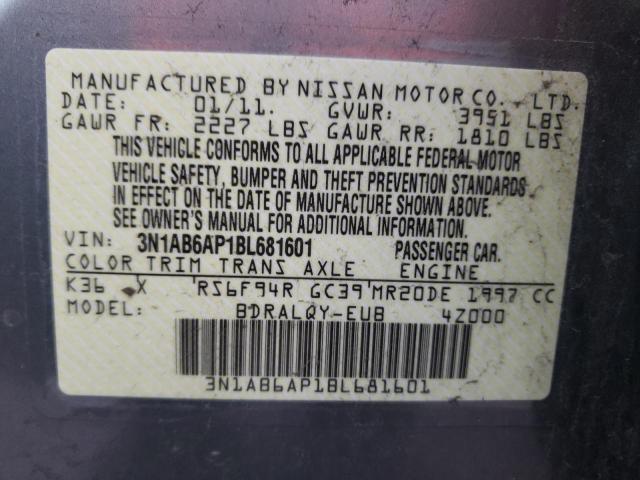 MANUFACTURED BY NISSAN MOTOR CO., LTD.
DATE: 01/11. GVWR: 3951 LBS
GAWR FR: 2227 LBS GAWR RR: 1810 LBS
THIS VEHICLE CONFORMS TO ALL APPLICABLE FEDERAL MOTOR
VEHICLE SAFETY, BUMPER AND THEFT PREVENTION STANDARDS
IN EFFECT ON THE DATE OF MANUFACTURE SHOWN ABOVE.
SEE OWNER'S MANUAL FOR ADDITIONAL INFORMATION.
VIN: 3N1AB6AP1BL681601 PASSENGER CAR.
COLOR TRIM TRANS AXLE ENGINE
K36 X RS6F94R GC39 MR20DE 1997 CC
MODEL: BDRALQY-EUB 4Z000
3N1AB6AP1BL681601